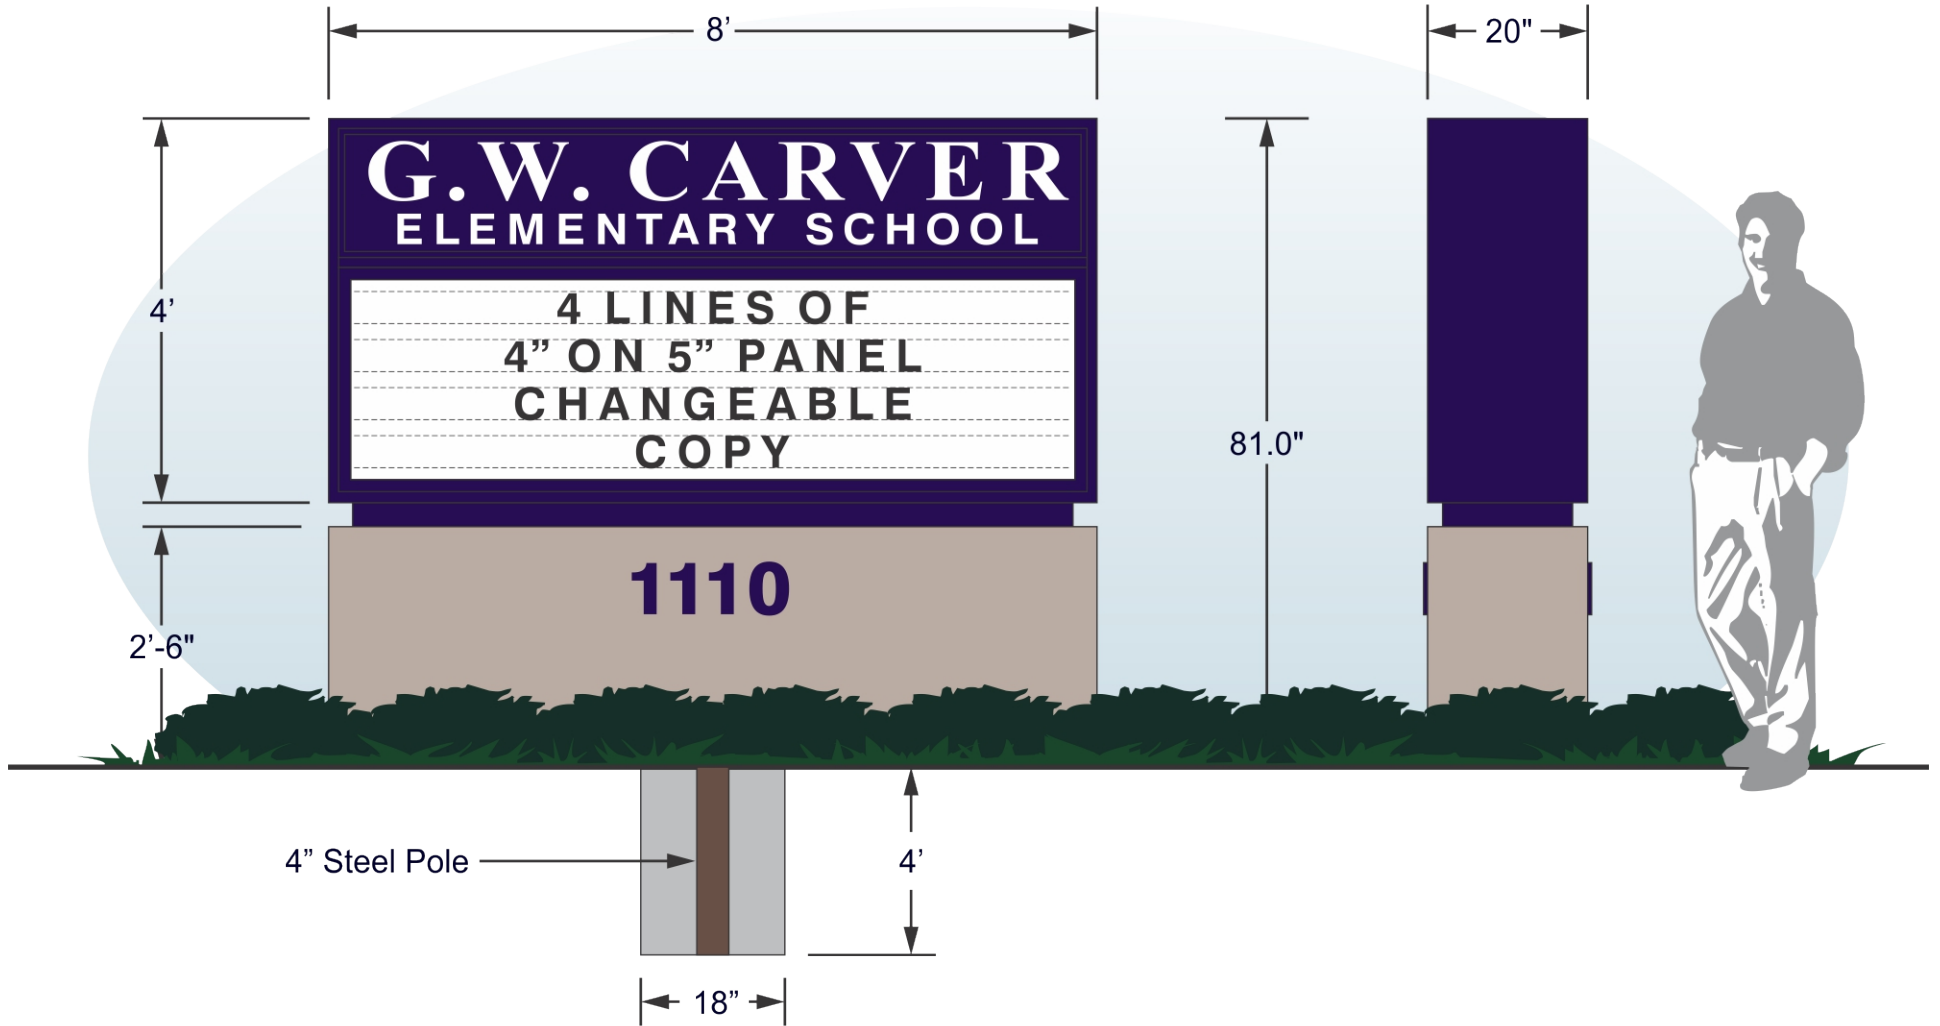 8’
20"
G.W. CARVER
ELEMENTARY SCHOOL
4’
4 LINES OF
4” ON 5” PANEL
CHANGEABLE
COPY
81.0"
1110
2’-6"
4” Steel Pole
4’
18”